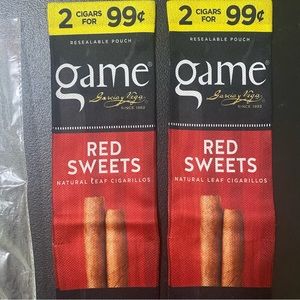 2 CIGARS FOR 99¢
RESEALABLE POUCH
game
Garcia y Vega
SINCE 1882
RED
SWEETS
NATURAL LEAF CIGARILLOS
2 CIGARS FOR 99¢
RESEALABLE POUCH
game
Garcia y Vega
SINCE 1882
RED
SWEETS
NATURAL LEAF CIGARILLOS